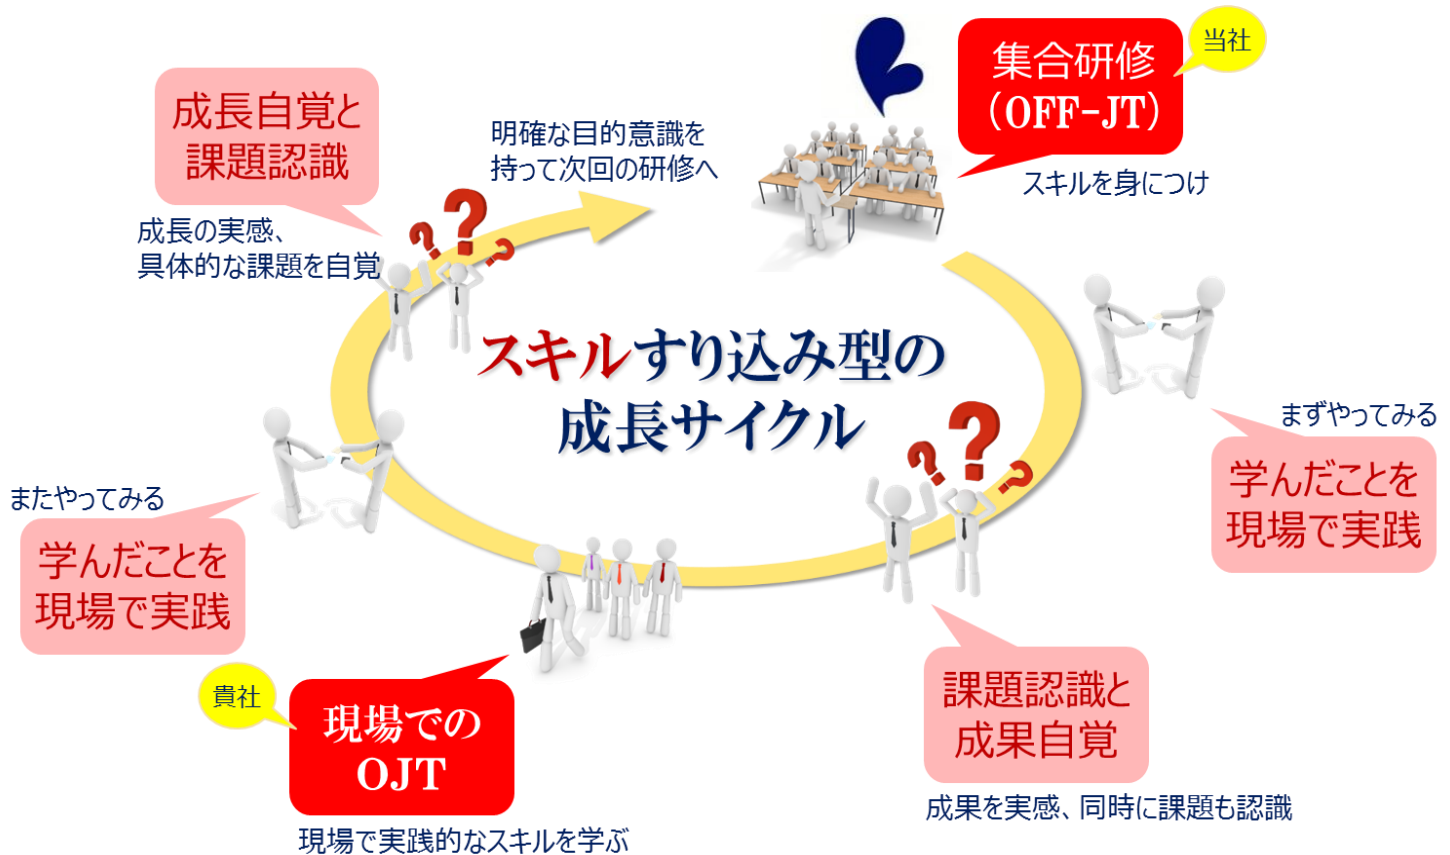 集合研修
（OFF-JT）
当社
スキルを身につけ
まずやってみる
学んだことを
現場で実践
課題認識と
成果自覚
成果を実感、同時に課題も認識
現場での
OJT
貴社
現場で実践的なスキルを学ぶ
またやってみる
学んだことを
現場で実践
成長自覚と
課題認識
成長の実感、
具体的な課題を自覚
明確な目的意識を
持って次回の研修へ
スキルすり込み型の
成長サイクル